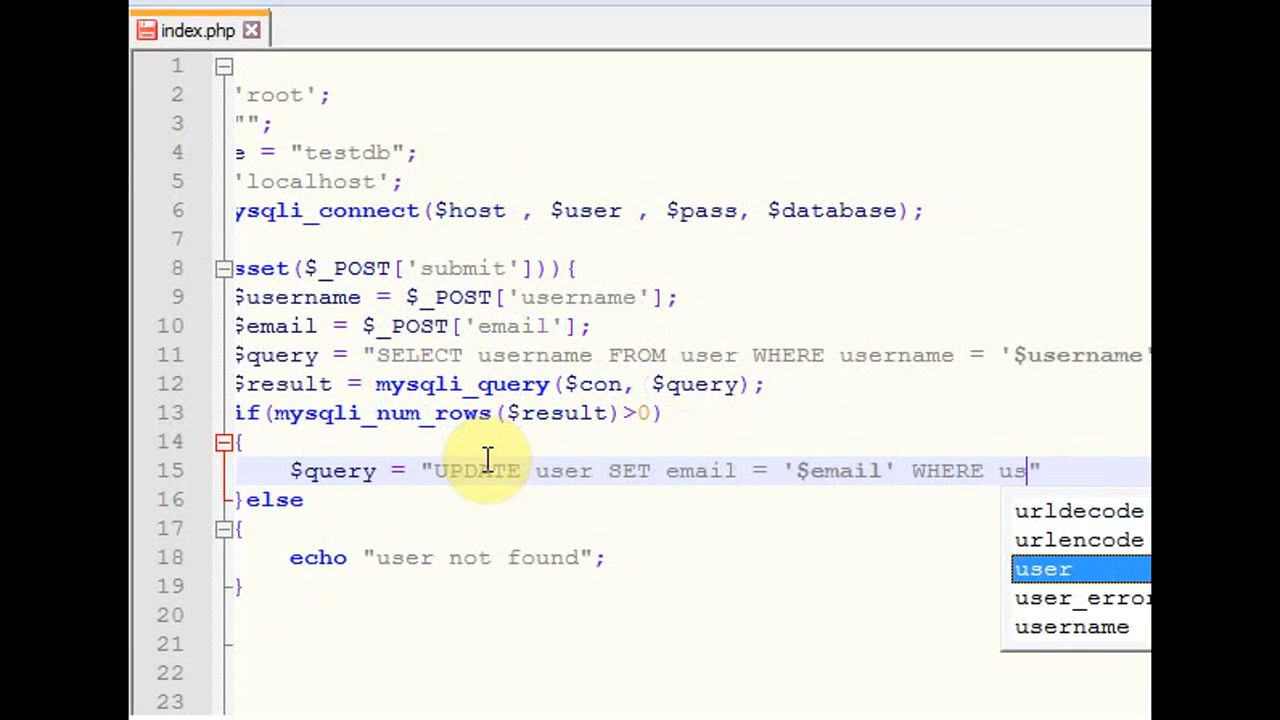 index.php
1
2 'root';
3 "";
4 e = "testdb";
5 'localhost';
6 ysqli_connect($host , $user , $pass, $database);
7
8 sset($_POST['submit'])){
9 $username = $_POST['username'];
10 $email = $_POST['email'];
11 $query = "SELECT username FROM user WHERE username = '$username'
12 $result = mysqli_query($con, $query);
13 if(mysqli_num_rows($result)>0)
14 {
15 $query = "UPDATE user SET email = '$email' WHERE us"
16 }else
17 {
18 echo "user not found";
19 }
20
21
22
23
urldecode
urlencode
user
user_error
username